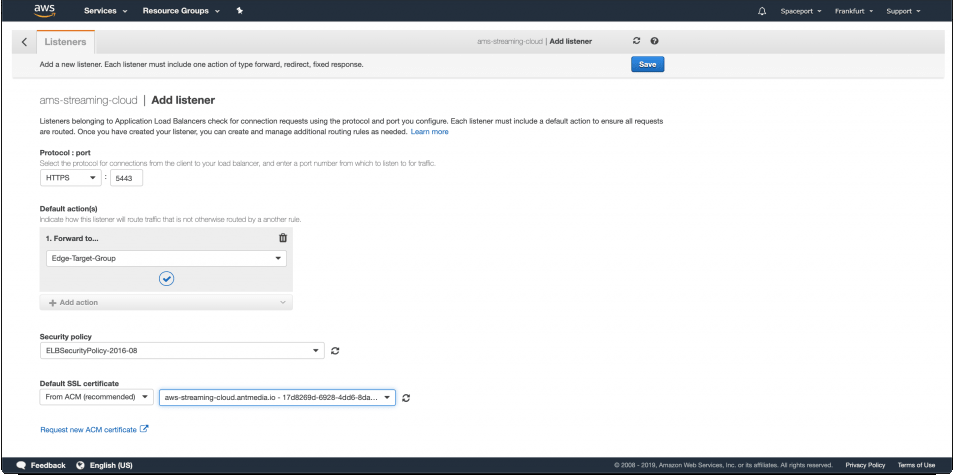 aws Services Resource Groups Spaceport Frankfurt Support
Listeners ams-streaming-cloud | Add listener
Add a new listener. Each listener must include one action of type forward, redirect, fixed response. Save
ams-streaming-cloud | Add listener
Listeners belonging to Application Load Balancers check for connection requests using the protocol and port you configure. Each listener must include a default action to ensure all requests
are routed. Once you have created your listener, you can create and manage additional routing rules as needed. Learn more
Protocol : port
Select the protocol for connections from the client to your load balancer, and enter a port number from which to listen to for traffic.
HTTPS : 5443
Default action(s)
Indicate how this listener will route traffic that is not otherwise routed by a another rule.
1. Forward to...
Edge-Target-Group
Add action
Security policy
ELBSecurityPolicy-2016-08
Default SSL certificate
From ACM (recommended) aws-streaming-cloud.antmedia.io - 17d8269d-6928-4dd6-8da...
Request new ACM certificate
Feedback English (US) © 2008 - 2019, Amazon Web Services, Inc. or its affiliates. All rights reserved. Privacy Policy Terms of Use